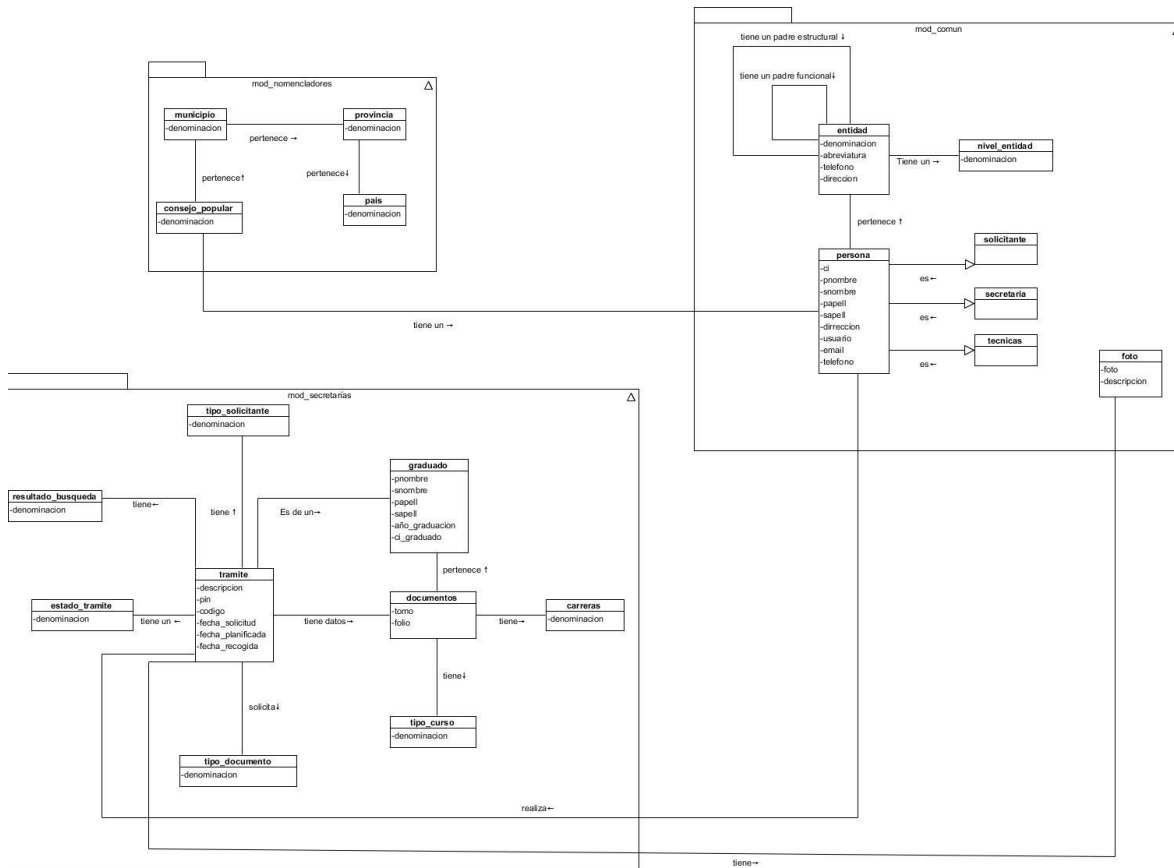 mod_comun
tiene un padre estructural ↓
tiene un padre funcional↓
entidad
-denominacion
-abreviatura
-telefono
-direccion
Tiene un →
nivel_entidad
-denominacion
pertenece ↑
persona
-ci
-pnombre
-snombre
-papell
-sapell
-dirreccion
-usuario
-email
-telefono
solicitante
es←
secretaria
es←
tecnicas
es←
foto
-foto
-descripcion
mod_nomencladores
municipio
-denominacion
pertenece →
provincia
-denominacion
pertenece↑
pertenece↓
consejo_popular
-denominacion
pais
-denominacion
tiene un →
mod_secretarias
tipo_solicitante
-denominacion
resultado_busqueda
-denominacion
tiene←
tiene ↑
Es de un→
graduado
-pnombre
-snombre
-papell
-sapell
-año_graduacion
-ci_graduado
pertenece ↑
tramite
-descripcion
-pin
-codigo
-fecha_solicitud
-fecha_planificada
-fecha_recogida
estado_tramite
-denominacion
tiene un ←
tiene datos→
documentos
-tomo
-folio
tiene→
carreras
-denominacion
tiene↓
solicita↓
tipo_curso
-denominacion
tipo_documento
-denominacion
realiza←
tiene→